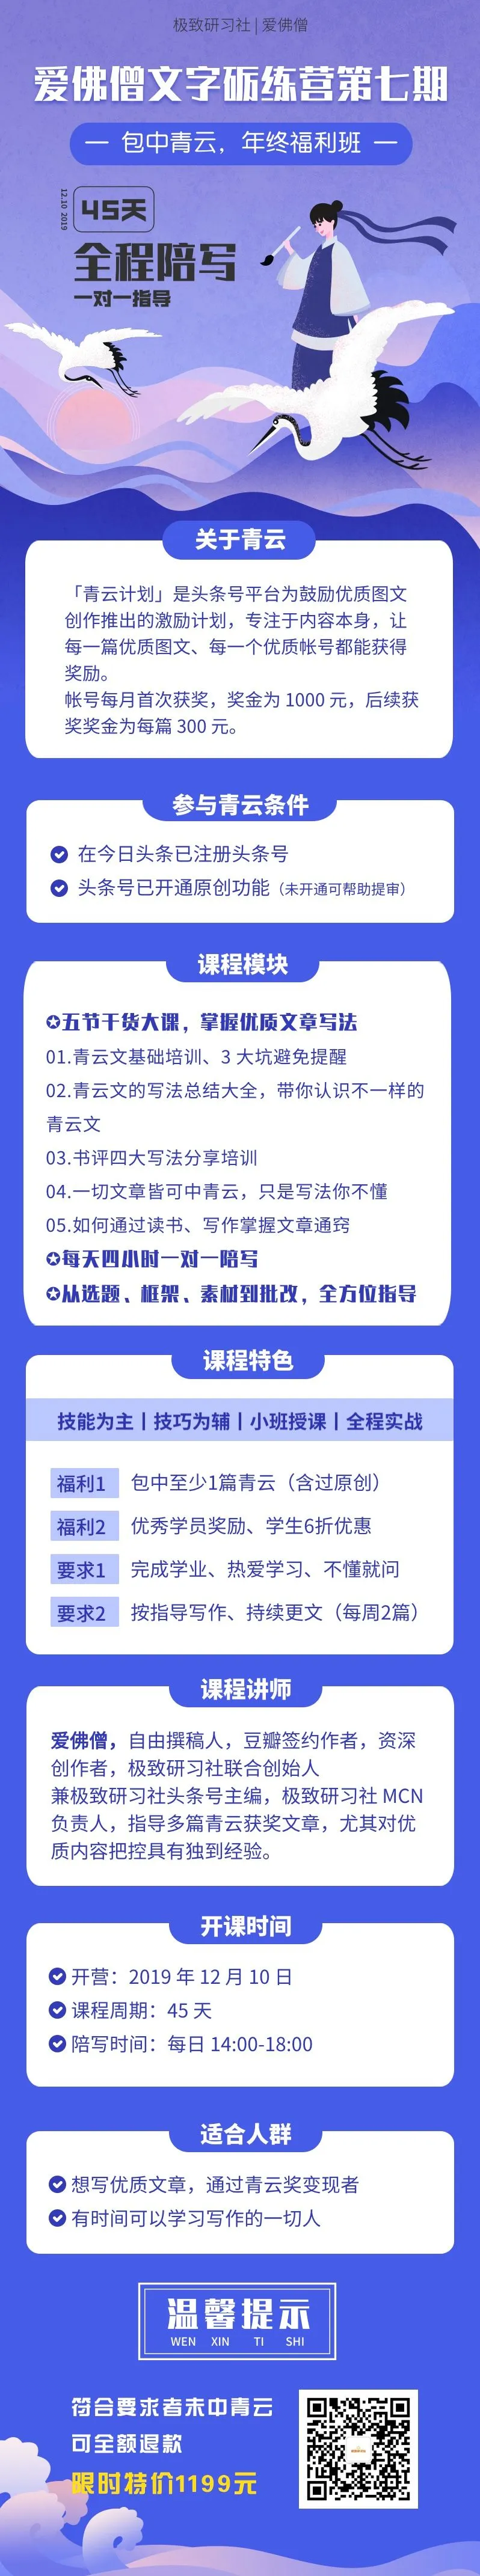 极致研习社 | 爱佛僧
爱佛僧文字砺练营第七期
— 包中青云，年终福利班 —
12.10 2019
45天
全程陪写
一对一指导
关于青云
「青云计划」是头条号平台为鼓励优质图文
创作推出的激励计划，专注于内容本身，让
每一篇优质图文、每一个优质帐号都能获得
奖励。
帐号每月首次获奖，奖金为 1000 元，后续获
奖奖金为每篇 300 元。
参与青云条件
在今日头条已注册头条号
头条号已开通原创功能（未开通可帮助提审）
课程模块
✪五节干货大课，掌握优质文章写法
01.青云文基础培训、3 大坑避免提醒
02.青云文的写法总结大全，带你认识不一样的
青云文
03.书评四大写法分享培训
04.一切文章皆可中青云，只是写法你不懂
05.如何通过读书、写作掌握文章通窍
✪每天四小时一对一陪写
✪从选题、框架、素材到批改，全方位指导
课程特色
技能为主丨技巧为辅丨小班授课丨全程实战
福利1 包中至少1篇青云（含过原创）
福利2 优秀学员奖励、学生6折优惠
要求1 完成学业、热爱学习、不懂就问
要求2 按指导写作、持续更文（每周2篇）
课程讲师
爱佛僧，自由撰稿人，豆瓣签约作者，资深
创作者，极致研习社联合创始人
兼极致研习社头条号主编，极致研习社 MCN
负责人，指导多篇青云获奖文章，尤其对优
质内容把控具有独到经验。
开课时间
开营：2019 年 12 月 10 日
课程周期：45 天
陪写时间：每日 14:00-18:00
适合人群
想写优质文章，通过青云奖变现者
有时间可以学习写作的一切人
温馨提示
WEN XIN TI SHI
符合要求者未中青云
可全额退款
限时特价1199元